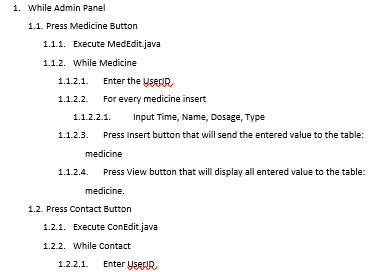 1. While Admin Panel
1.1. Press Medicine Button
1.1.1. Execute MedEdit.java
1.1.2. While Medicine
1.1.2.1. Enter the UserID
1.1.2.2. For every medicine insert
1.1.2.2.1. Input Time, Name, Dosage, Type
1.1.2.3. Press Insert button that will send the entered value to the table:
medicine
1.1.2.4. Press View button that will display all entered value to the table:
medicine.
1.2. Press Contact Button
1.2.1. Execute ConEdit.java
1.2.2. While Contact
1.2.2.1. Enter UserID